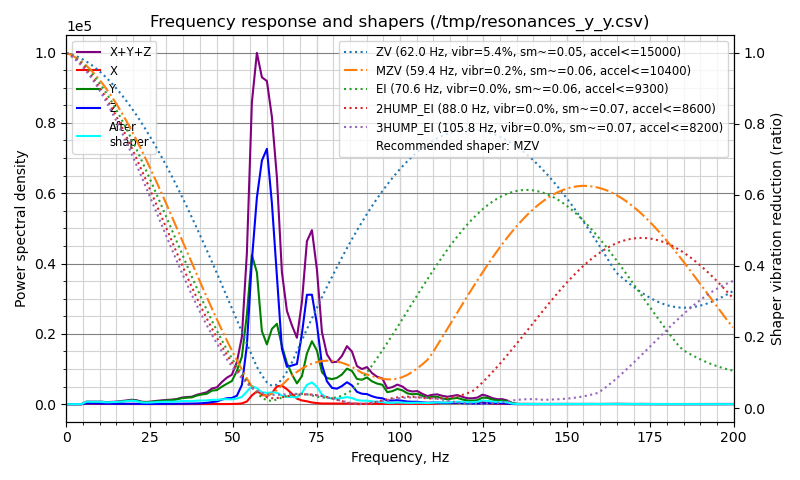 Frequency response and shapers (/tmp/resonances_y_y.csv)
1e5
X+Y+Z
X
Y
Z
After
shaper
ZV (62.0 Hz, vibr=5.4%, sm~=0.05, accel<=15000)
MZV (59.4 Hz, vibr=0.2%, sm~=0.06, accel<=10400)
EI (70.6 Hz, vibr=0.0%, sm~=0.06, accel<=9300)
2HUMP_EI (88.0 Hz, vibr=0.0%, sm~=0.07, accel<=8600)
3HUMP_EI (105.8 Hz, vibr=0.0%, sm~=0.07, accel<=8200)
Recommended shaper: MZV
Power spectral density
1.0
0.8
0.6
0.4
0.2
0.0
1.0
0.8
0.6
0.4
0.2
0.0
Shaper vibration reduction (ratio)
0 25 50 75 100 125 150 175 200
Frequency, Hz